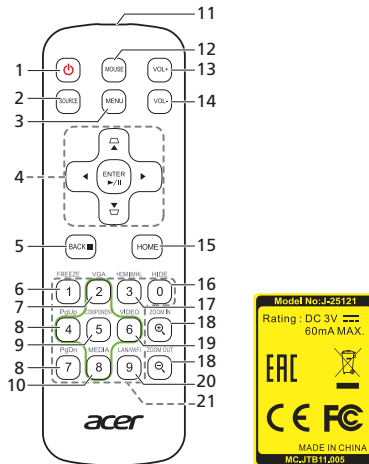 11
12
1
MOUSE
VOL+
13
2
SOURCE
MENU
VOL-
14
3
4
ENTER
5
BACK
HOME
15
FREEZE
VGA
HDMI/MHL
HIDE
6
1
2
3
0
16
7
17
PgUp
COMPONENT
VIDEO
ZOOM IN
8
4
5
6
18
9
19
PgDn
MEDIA
LAN/WiFi
ZOOM OUT
8
7
8
9
18
10
20
21
acer
Model No:J-25121
Rating : DC 3V
60mA MAX.
EAC
CE FC
MADE IN CHINA
MC.JTB11.005